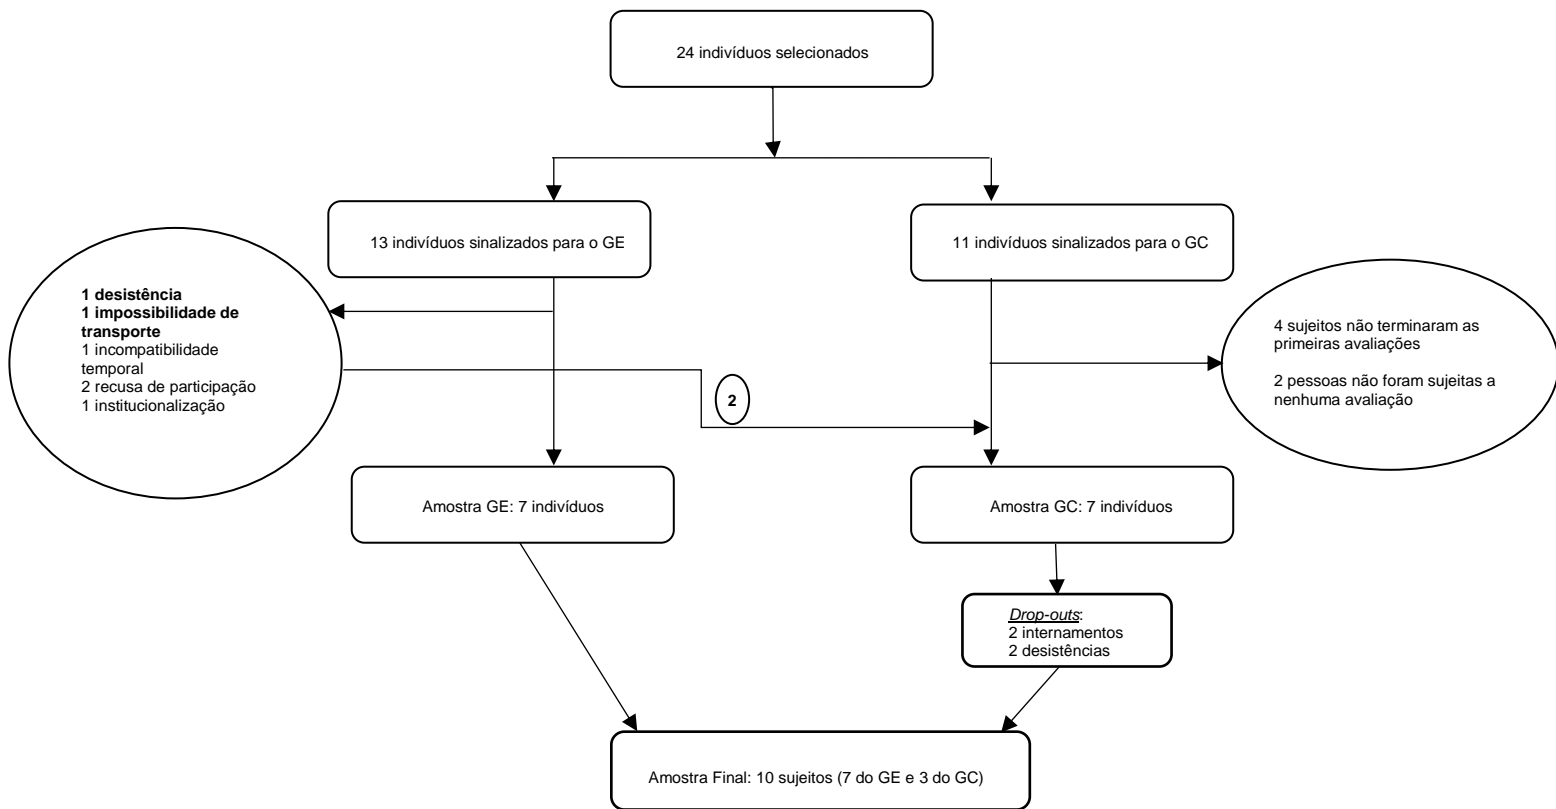 24 indivíduos selecionados
13 indivíduos sinalizados para o GE
11 indivíduos sinalizados para o GC
1 desistência
1 impossibilidade de
transporte
1 incompatibilidade
temporal
2 recusa de participação
1 institucionalização
4 sujeitos não terminaram as
primeiras avaliações
2 pessoas não foram sujeitas a
nenhuma avaliação
2
Amostra GE: 7 indivíduos
Amostra GC: 7 indivíduos
Drop-outs:
2 internamentos
2 desistências
Amostra Final: 10 sujeitos (7 do GE e 3 do GC)